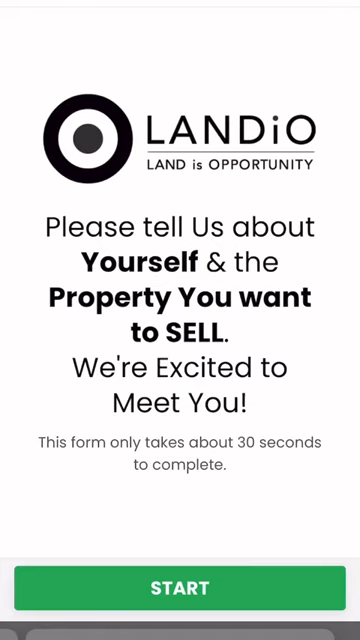 LANDiO
LAND is OPPORTUNITY
Please tell Us about
Yourself & the
Property You want
to SELL.
We're Excited to
Meet You!
This form only takes about 30 seconds
to complete.
START